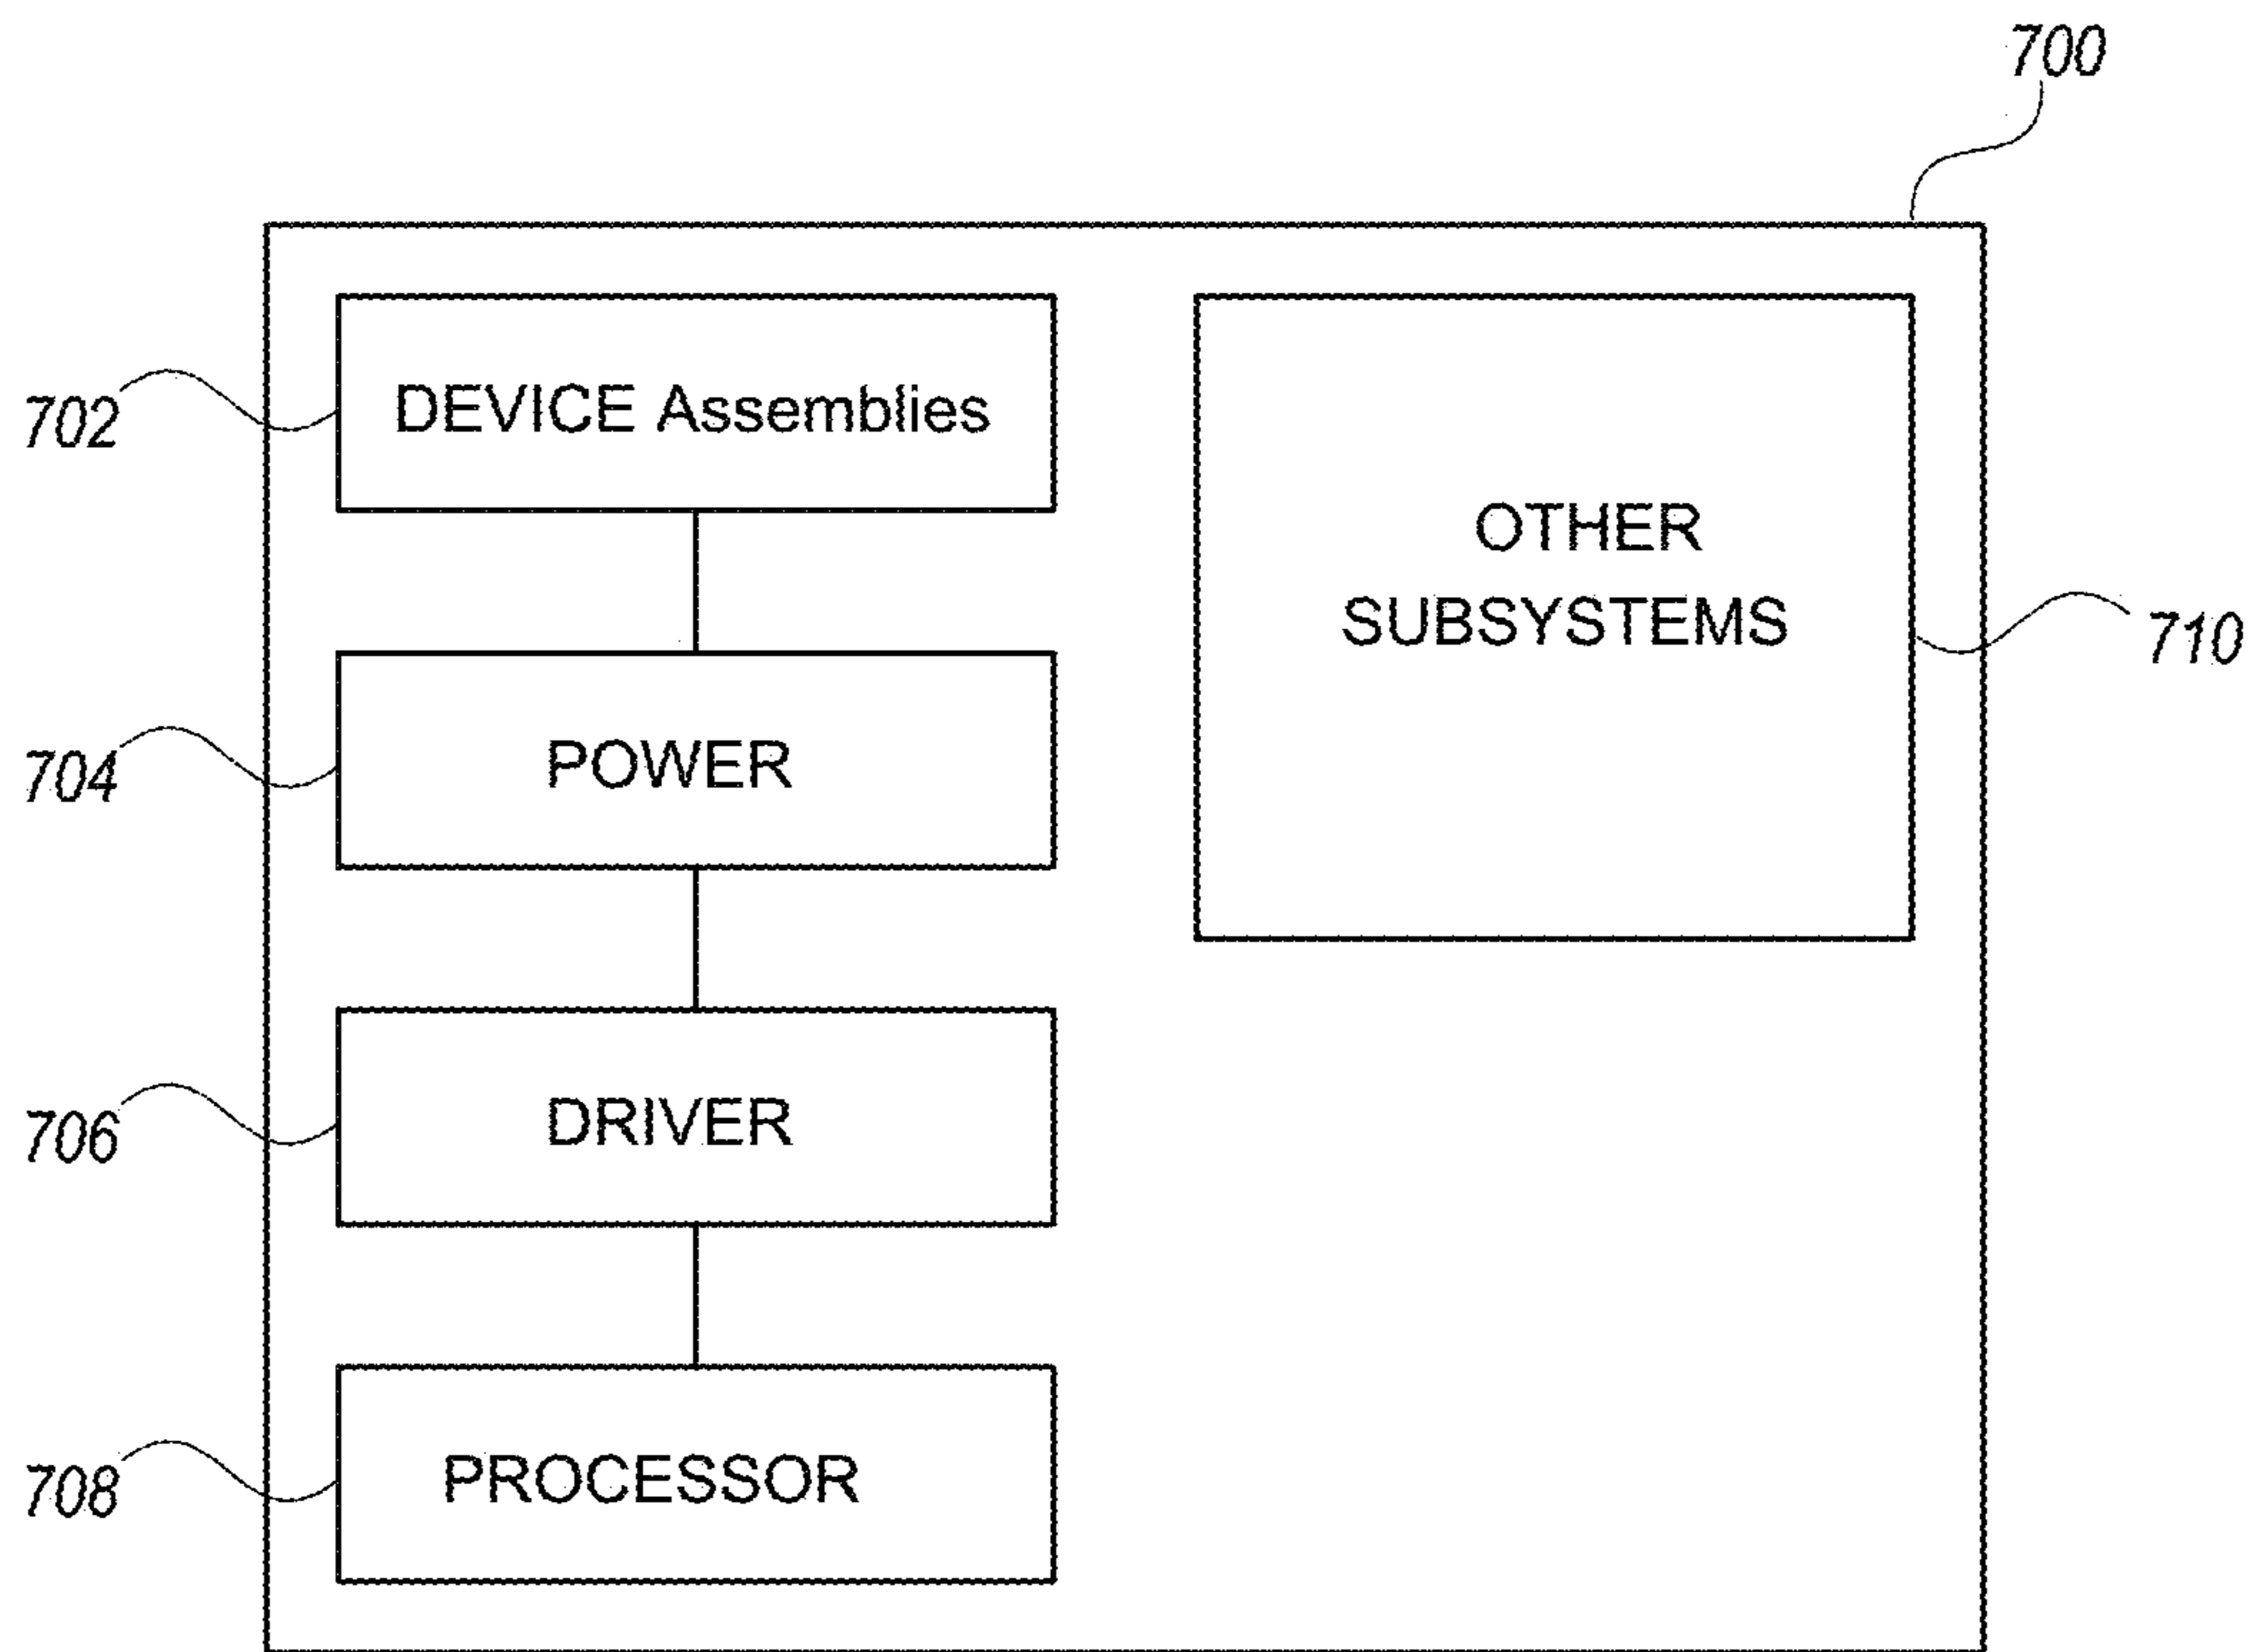 700
702
DEVICE Assemblies
OTHER
SUBSYSTEMS
710
704
POWER
706
DRIVER
708
PROCESSOR